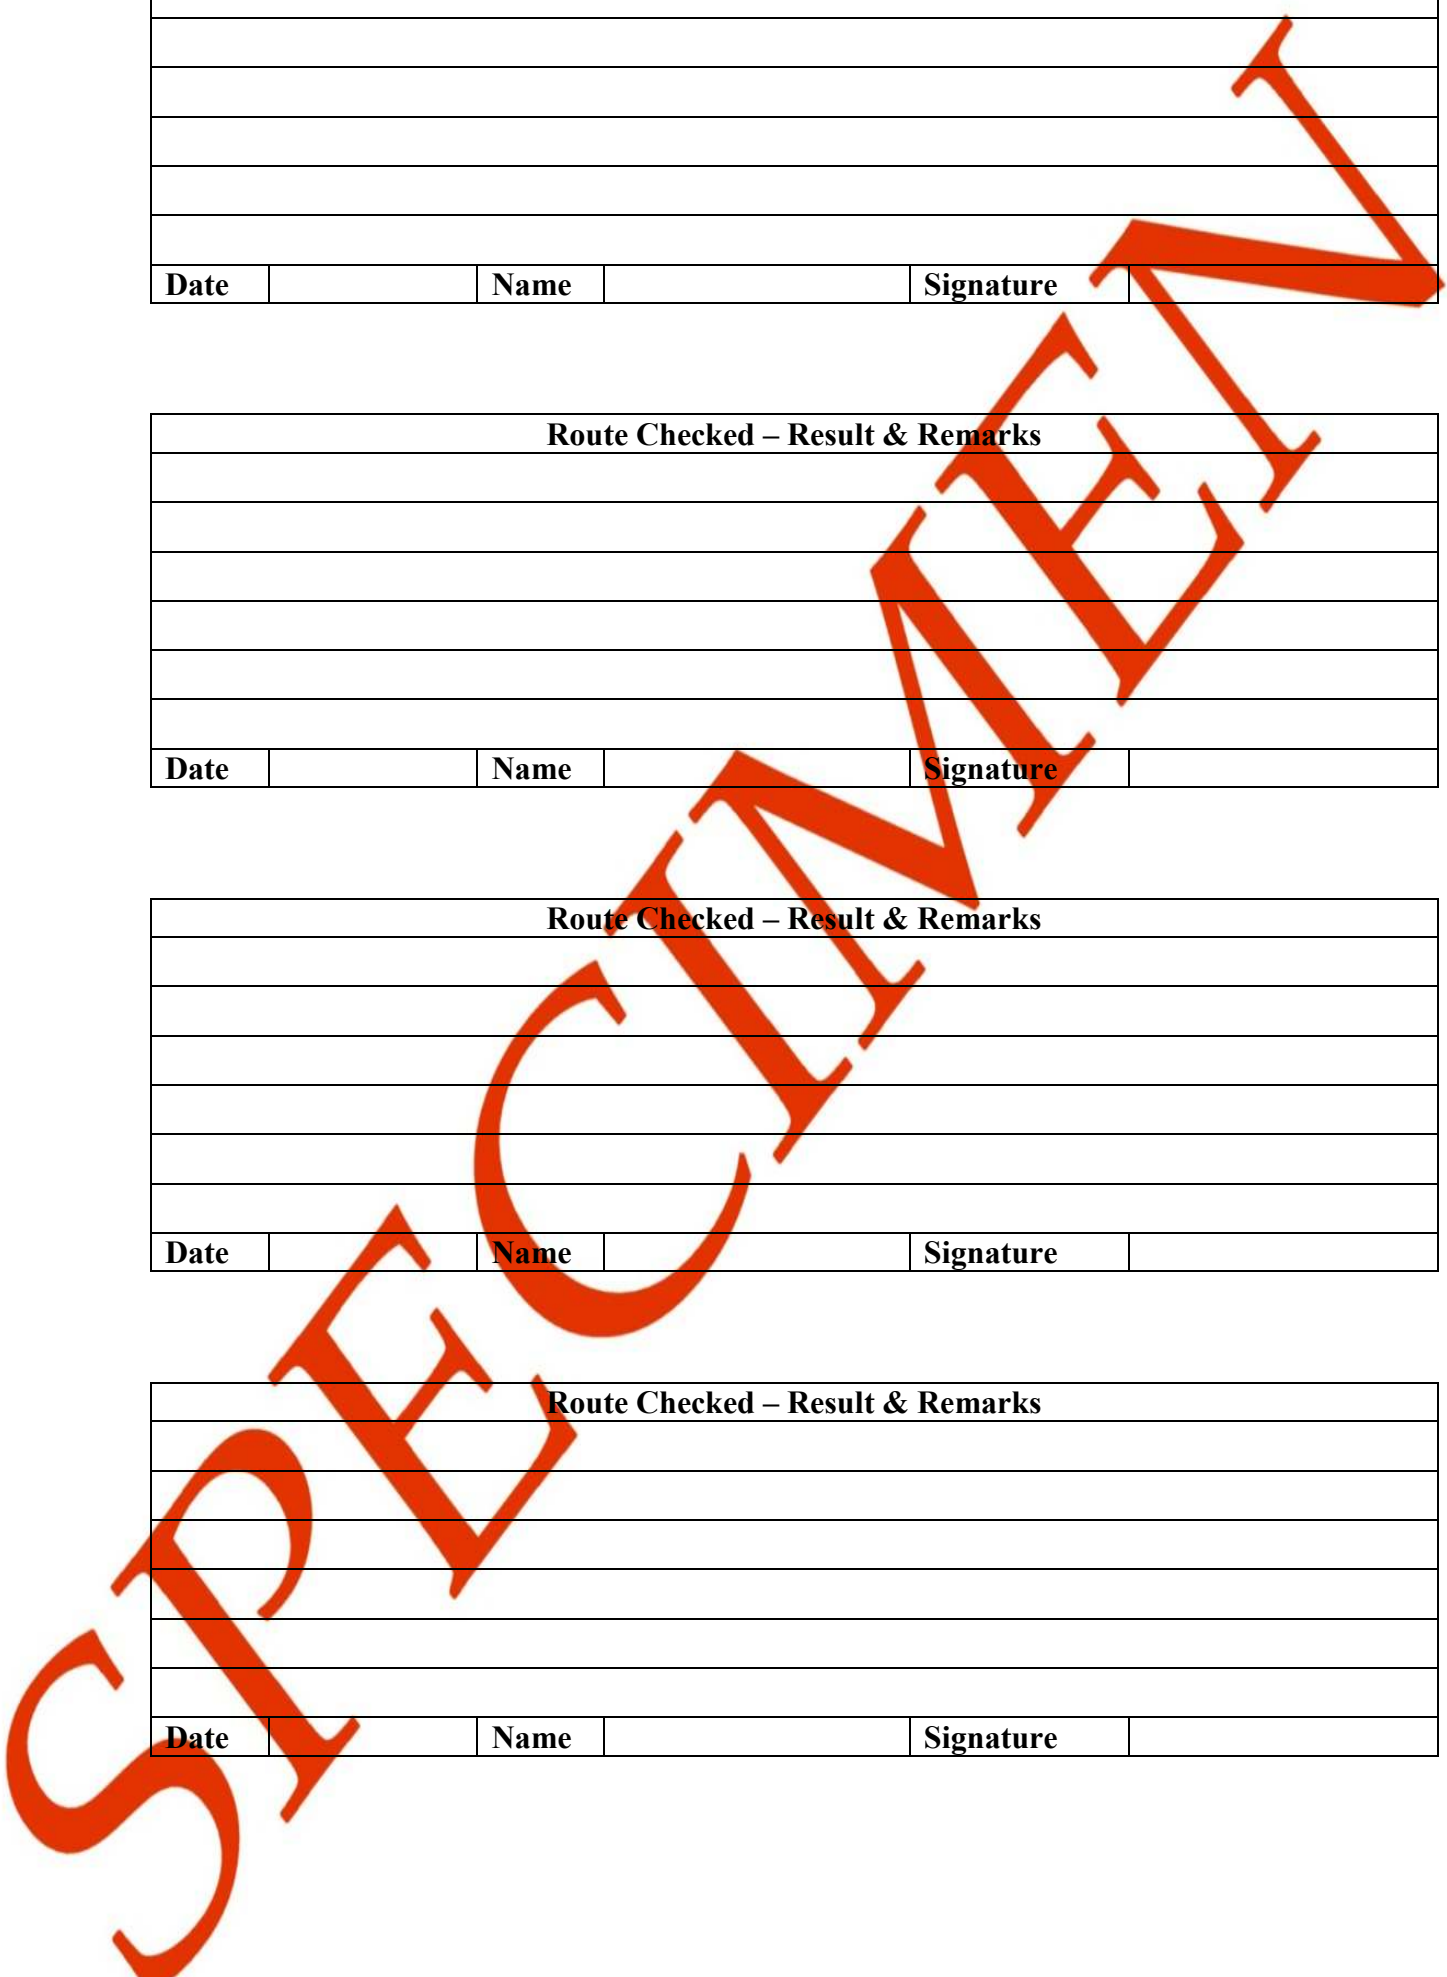 Date Name Signature
Route Checked – Result & Remarks
Date Name Signature
Route Checked – Result & Remarks
Date Name Signature
Route Checked – Result & Remarks
Date Name Signature
SPECIMEN